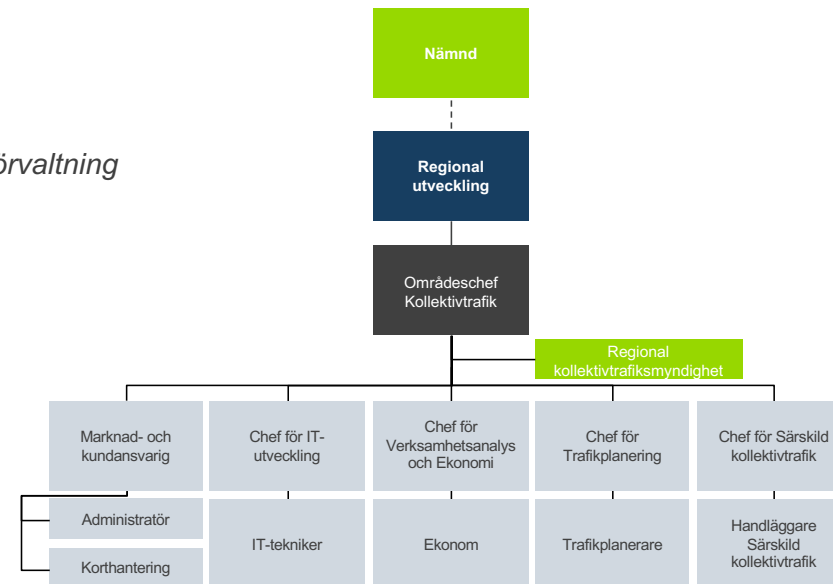 Nämnd
örvaltning
Regional
utveckling
Områdeschef
Kollektivtrafik
Regional
kollektivtrafiksmyndighet
Marknad- och
kundansvarig
Chef för IT-
utveckling
Chef för
Verksamhetsanalys
och Ekonomi
Chef för
Trafikplanering
Chef för Särskild
kollektivtrafik
Administratör
Korthantering
IT-tekniker
Ekonom
Trafikplanerare
Handläggare
Särskild
kollektivtrafik